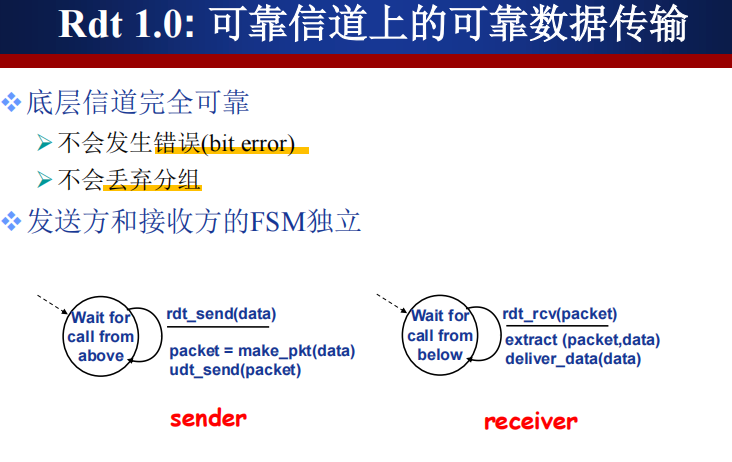 Rdt 1.0: 可靠信道上的可靠数据传输
底层信道完全可靠
不会发生错误(bit error)
不会丢弃分组
发送方和接收方的FSM独立
Wait for
call from
above
rdt_send(data)
packet = make_pkt(data)
udt_send(packet)
sender
Wait for
call from
below
rdt_rcv(packet)
extract (packet,data)
deliver_data(data)
receiver